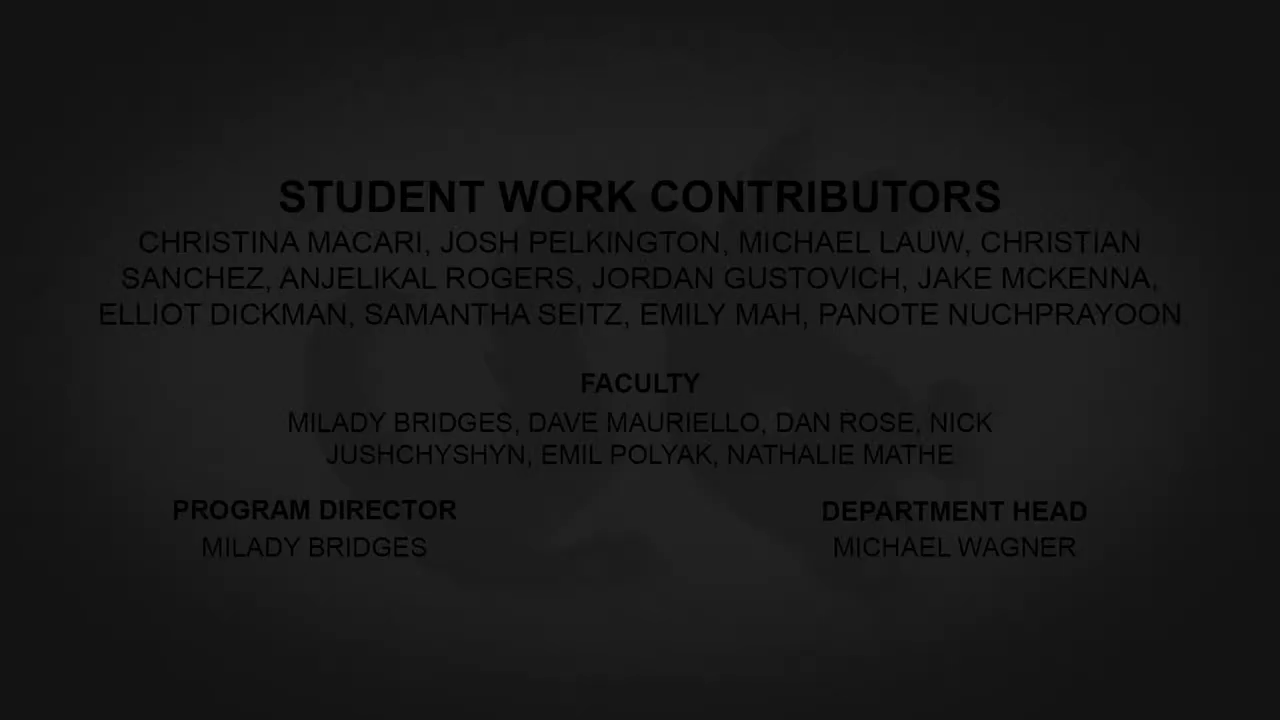 STUDENT WORK CONTRIBUTORS
CHRISTINA MACARI, JOSH PELKINGTON, MICHAEL LAUW, CHRISTIAN
SANCHEZ, ANJELIKAL ROGERS, JORDAN GUSTOVICH, JAKE MCKENNA,
ELLIOT DICKMAN, SAMANTHA SEITZ, EMILY MAH, PANOTE NUCHPRAYOON
FACULTY
MILADY BRIDGES, DAVE MAURIELLO, DAN ROSE, NICK
JUSHCHYSHYN, EMIL POLYAK, NATHALIE MATHE
PROGRAM DIRECTOR
MILADY BRIDGES
DEPARTMENT HEAD
MICHAEL WAGNER